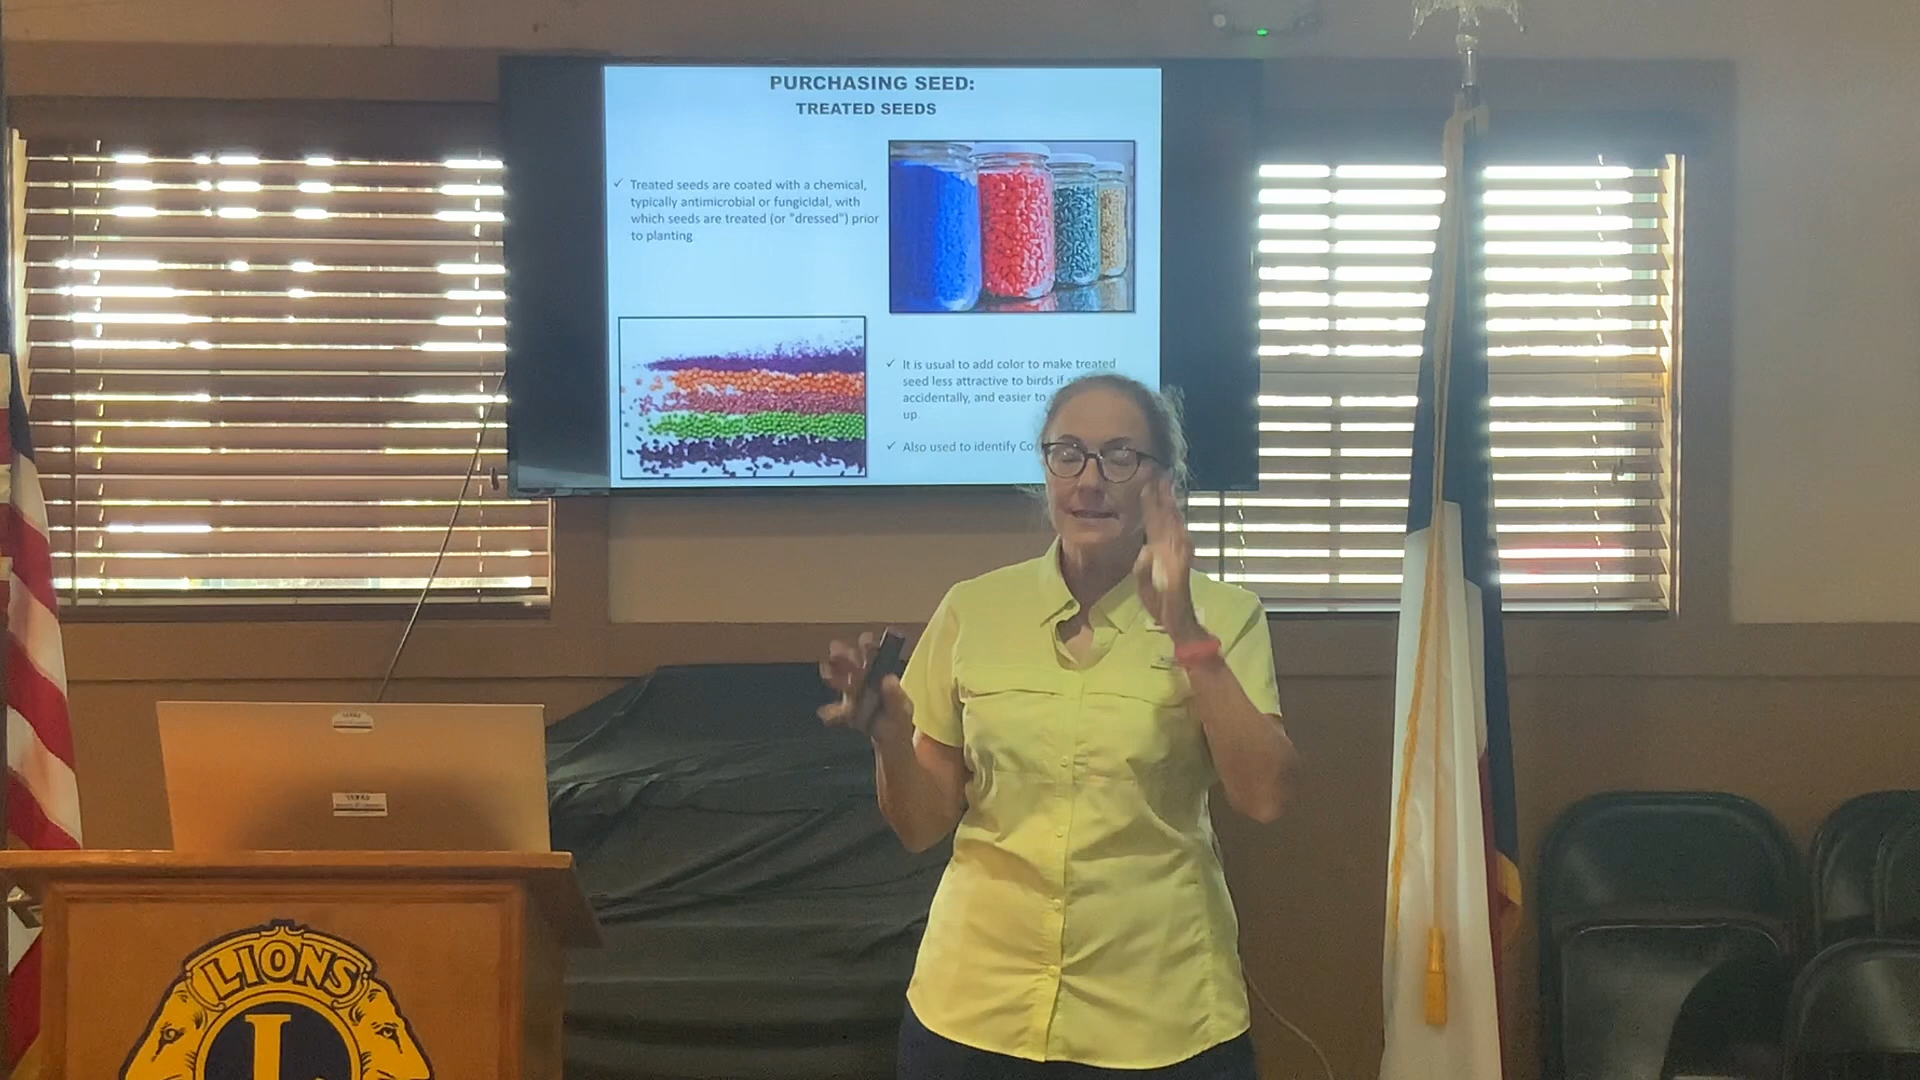 PURCHASING SEED:
TREATED SEEDS
✓ Treated seeds are coated with a chemical,
typically antimicrobial or fungicidal, with
which seeds are treated (or "dressed") prior
to planting
✓ It is usual to add color to make treated
seed less attractive to birds if
accidentally, and easier to
up.
✓ Also used to identify
LIONS
L